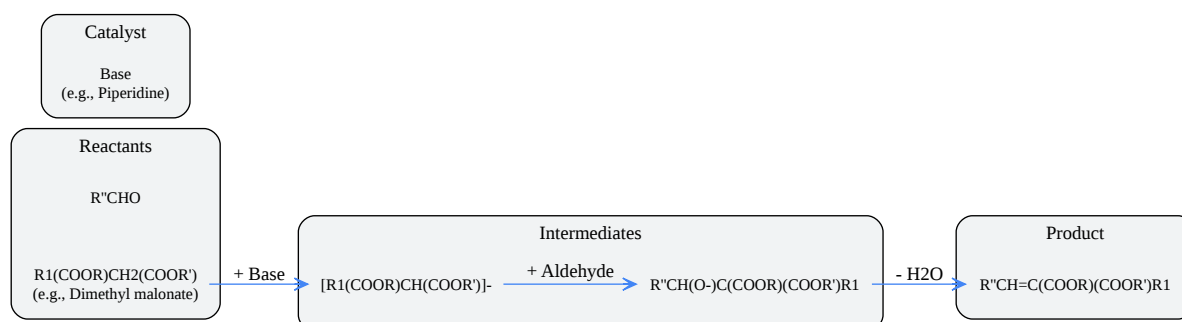 Catalyst
Base
(e.g., Piperidine)
Reactants
R"CHO
R1(COOR)CH2(COOR')
(e.g., Dimethyl malonate)
+ Base
Intermediates
[R1(COOR)CH(COOR')]-
+ Aldehyde
R"CH(O-)C(COOR)(COOR')R1
- H2O
Product
R"CH=C(COOR)(COOR')R1